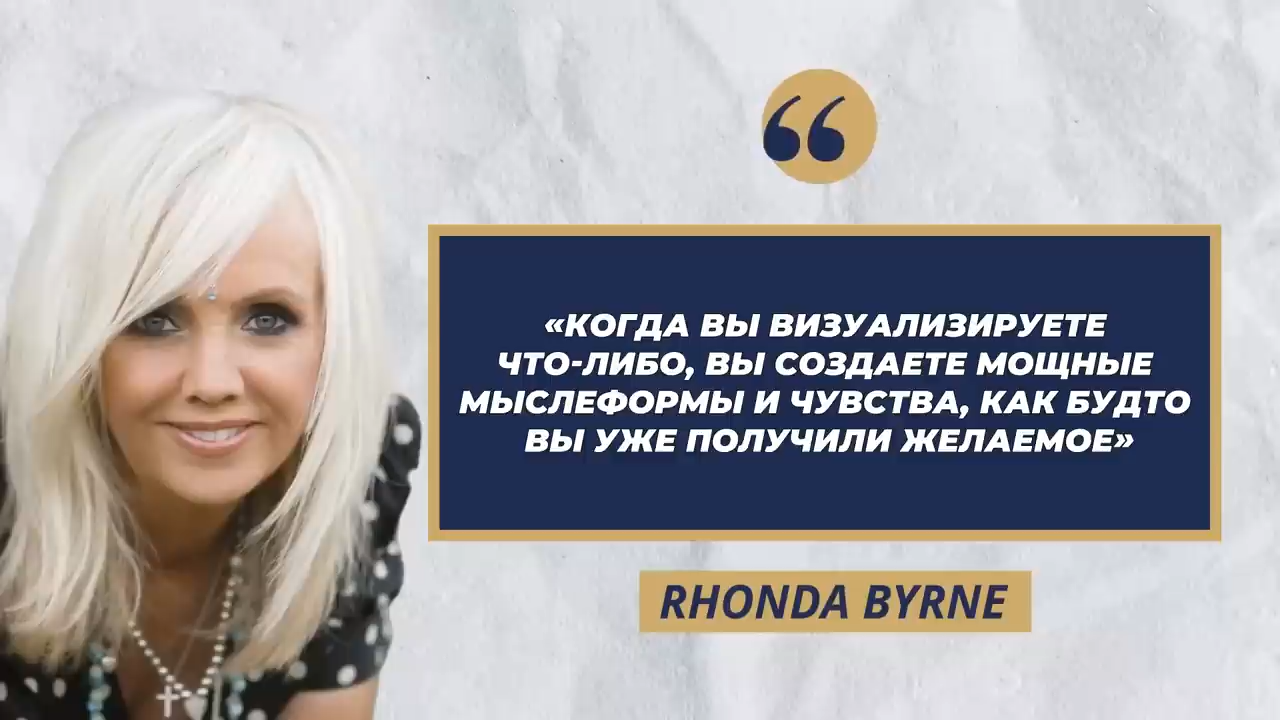 «КОГДА ВЫ ВИЗУАЛИЗИРУЕТЕ
ЧТО-ЛИБО, ВЫ СОЗДАЕТЕ МОЩНЫЕ
МЫСЛЕФОРМЫ И ЧУВСТВА, КАК БУДТО
ВЫ УЖЕ ПОЛУЧИЛИ ЖЕЛАЕМОЕ»
RHONDA BYRNE